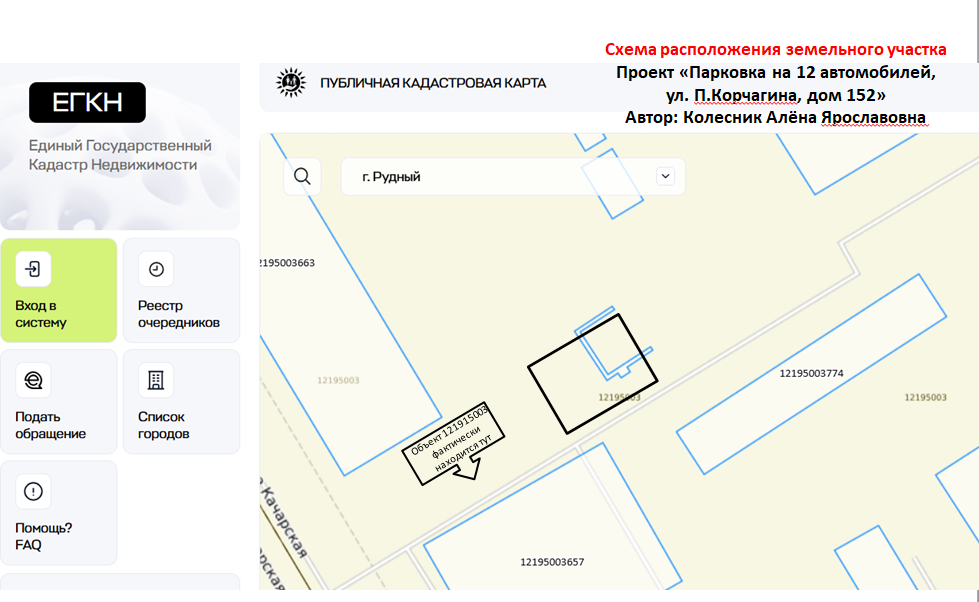 Схема расположения земельного участка
Проект «Парковка на 12 автомобилей,
ул. П.Корчагина, дом 152»
Автор: Колесник Алёна Ярославовна
ЕГКН
Единый Государственный
Кадастр Недвижимости
ПУБЛИЧНАЯ КАДАСТРОВАЯ КАРТА
г. Рудный
Вход в
систему
Реестр
очередников
Подать
обращение
Список
городов
Помощь?
FAQ
2195003663
12195003
12195003
12195003774
12195003
Объект 121915003
фактически
находится тут
12195003657
а Качарская
арская